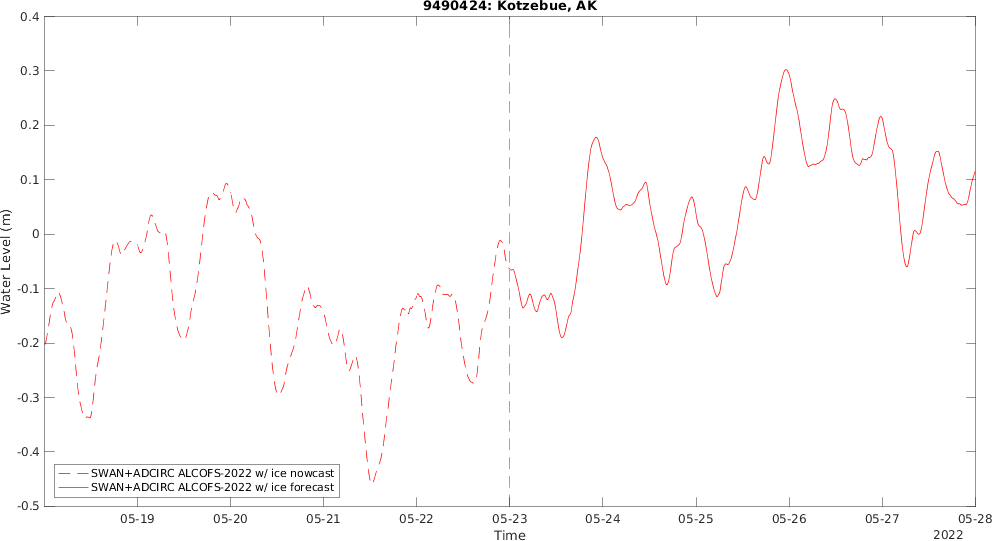 9490424: Kotzebue, AK
0.4
0.3
0.2
0.1
0
-0.1
-0.2
-0.3
-0.4
-0.5
Water Level (m)
SWAN+ADCIRC ALCOFS-2022 w/ ice nowcast
SWAN+ADCIRC ALCOFS-2022 w/ ice forecast
05-19 05-20 05-21 05-22 05-23 05-24 05-25 05-26 05-27 05-28
Time
2022